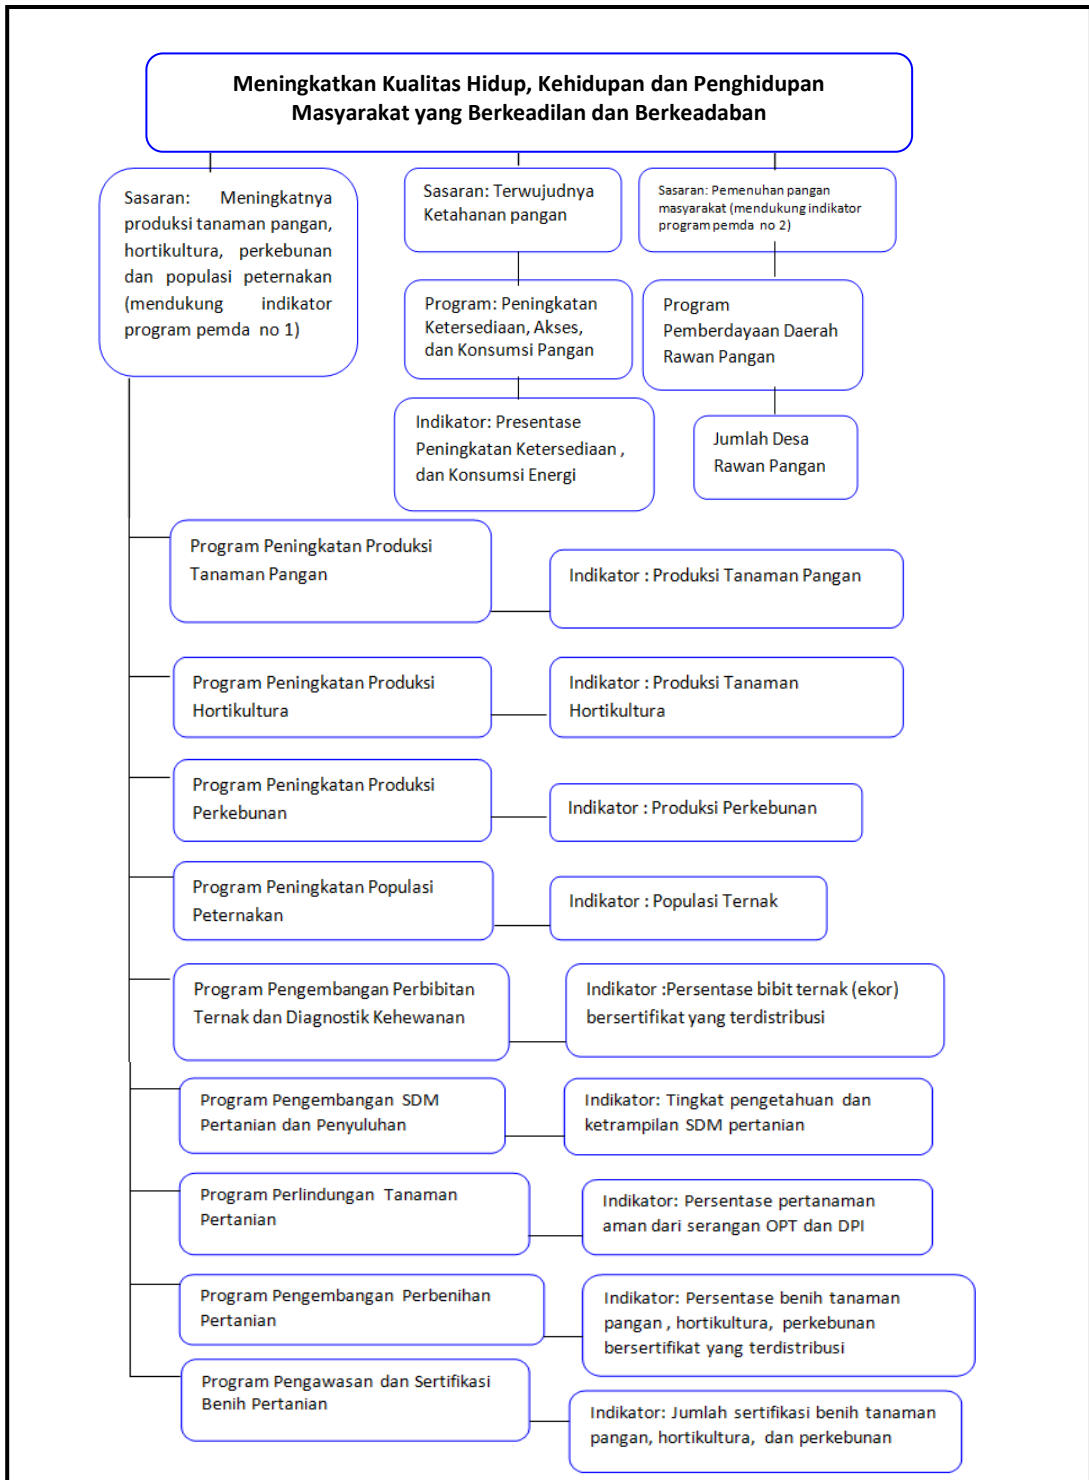 Meningkatkan Kualitas Hidup, Kehidupan dan Penghidupan
Masyarakat yang Berkeadilan dan Berkeadaban
Sasaran: Meningkatnya
produksi tanaman pangan,
hortikultura, perkebunan
dan populasi peternakan
(mendukung indikator
program pemda no 1)
Sasaran: Terwujudnya
Ketahanan pangan
Sasaran: Pemenuhan pangan
masyarakat (mendukung indikator
program pemda no 2)
Program: Peningkatan
Ketersediaan, Akses,
dan Konsumsi Pangan
Program
Pemberdayaan Daerah
Rawan Pangan
Indikator: Presentase
Peningkatan Ketersediaan ,
dan Konsumsi Energi
Jumlah Desa
Rawan Pangan
Program Peningkatan Produksi
Tanaman Pangan
Indikator : Produksi Tanaman Pangan
Program Peningkatan Produksi
Hortikultura
Indikator : Produksi Tanaman
Hortikultura
Program Peningkatan Produksi
Perkebunan
Indikator : Produksi Perkebunan
Program Peningkatan Populasi
Peternakan
Indikator : Populasi Ternak
Program Pengembangan Perbibitan
Ternak dan Diagnostik Kehewanan
Indikator :Persentase bibit ternak (ekor)
bersertifikat yang terdistribusi
Program Pengembangan SDM
Pertanian dan Penyuluhan
Indikator: Tingkat pengetahuan dan
ketrampilan SDM pertanian
Program Perlindungan Tanaman
Pertanian
Indikator: Persentase pertanaman
aman dari serangan OPT dan DPI
Program Pengembangan Perbenihan
Pertanian
Indikator: Persentase benih tanaman
pangan , hortikultura, perkebunan
bersertifikat yang terdistribusi
Program Pengawasan dan Sertifikasi
Benih Pertanian
Indikator: Jumlah sertifikasi benih tanaman
pangan, hortikultura, dan perkebunan